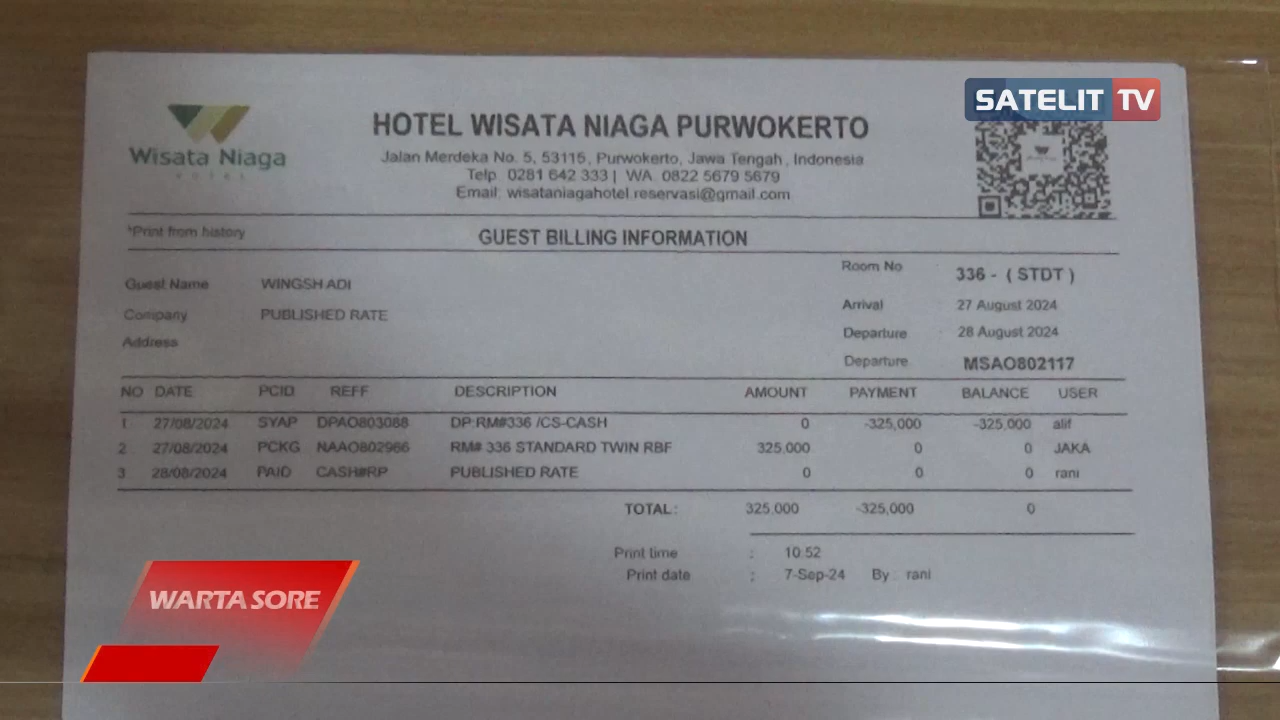 SATELIT TV
Wisata Niaga
HOTEL
HOTEL WISATA NIAGA PURWOKERTO
Jalan Merdeka No. 5, 53115, Purwokerto, Jawa Tengah, Indonesia
Telp. 0281 642 333 | WA. 0822 5679 5679
Email: wisataniagahotel.reservasi@gmail.com
*Print from history
GUEST BILLING INFORMATION
Guest Name WINGSH ADI
Company PUBLISHED RATE
Address
Room No 336 - ( STDT )
Arrival 27 August 2024
Departure 28 August 2024
Departure MSAO802117
NO DATE PCID REFF DESCRIPTION AMOUNT PAYMENT BALANCE USER
1 27/08/2024 SYAP DPAO803088 DP:RM#336 /CS-CASH 0 -325,000 -325,000 alif
2 27/08/2024 PCKG NAAO802966 RM# 336 STANDARD TWIN RBF 325,000 0 0 JAKA
3 28/08/2024 PAID CASH#RP PUBLISHED RATE 0 0 0 rani
TOTAL: 325,000 -325,000 0
Print time : 10:52
Print date : 7-Sep-24 By: rani
WARTA SORE